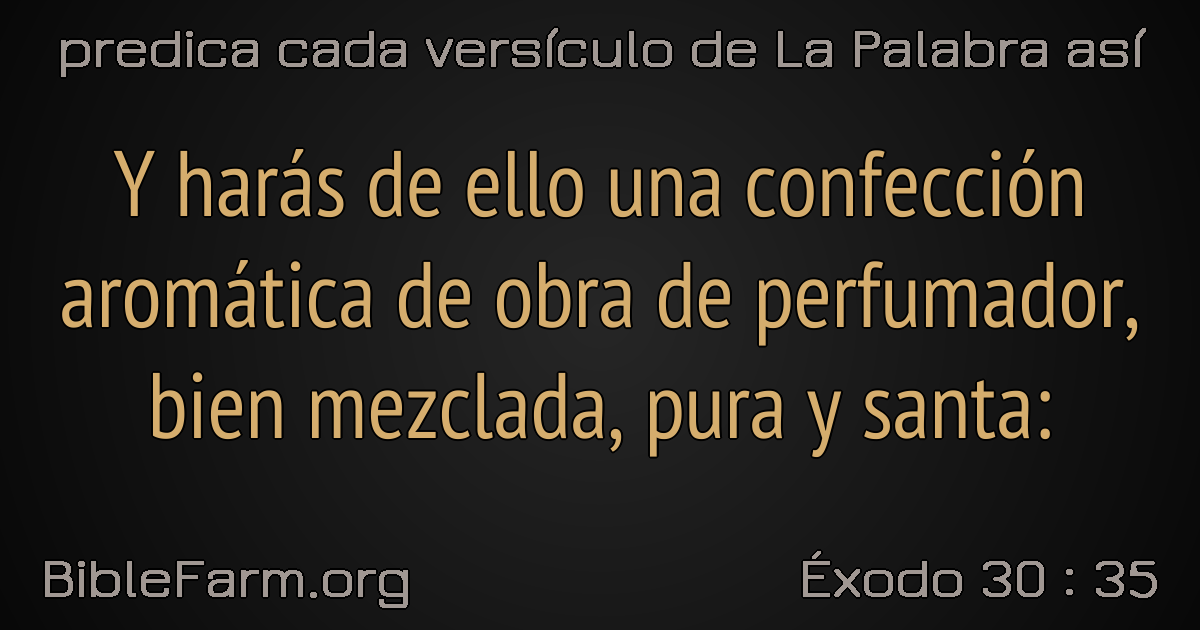 predica cada versículo de La Palabra así
Y harás de ello una confección
aromática de obra de perfumador,
bien mezclada, pura y santa:
BibleFarm.org
Éxodo 30 : 35